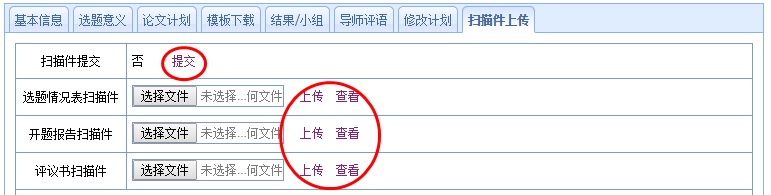 基本信息 选题意义 论文计划 模板下载 结果/小组 导师评语 修改计划 扫描件上传
扫描件提交 否 提交
选题情况表扫描件 选择文件 未选择...何文件 上传 查看
开题报告扫描件 选择文件 未选择...何文件 上传 查看
评议书扫描件 选择文件 未选择...何文件 上传 查看